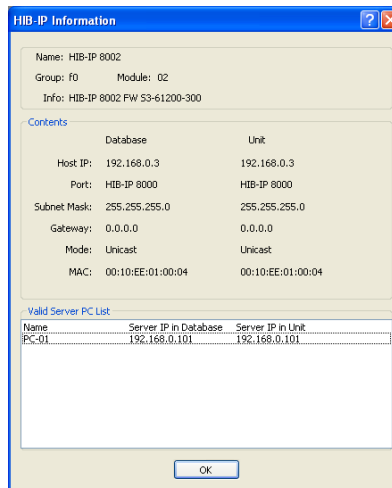 HIB-IP Information
Name: HIB-IP 8002
Group: f0 Module: 02
Info: HIB-IP 8002 FW S3-61200-300
Contents
Database Unit
Host IP: 192.168.0.3 192.168.0.3
Port: HIB-IP 8000 HIB-IP 8000
Subnet Mask: 255.255.255.0 255.255.255.0
Gateway: 0.0.0.0 0.0.0.0
Mode: Unicast Unicast
MAC: 00:10:EE:01:00:04 00:10:EE:01:00:04
Valid Server PC List
Name Server IP in Database Server IP in Unit
PC-01 192.168.0.101 192.168.0.101
OK